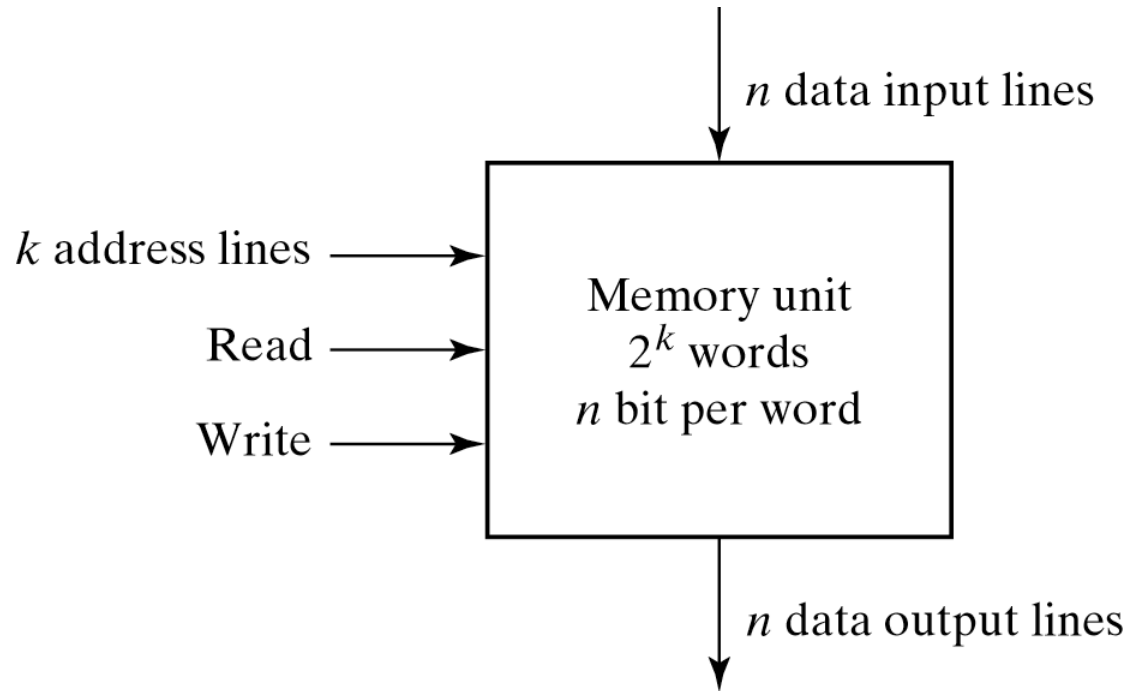 n data input lines
k address lines
Read
Write
Memory unit
2^k words
n bit per word
n data output lines